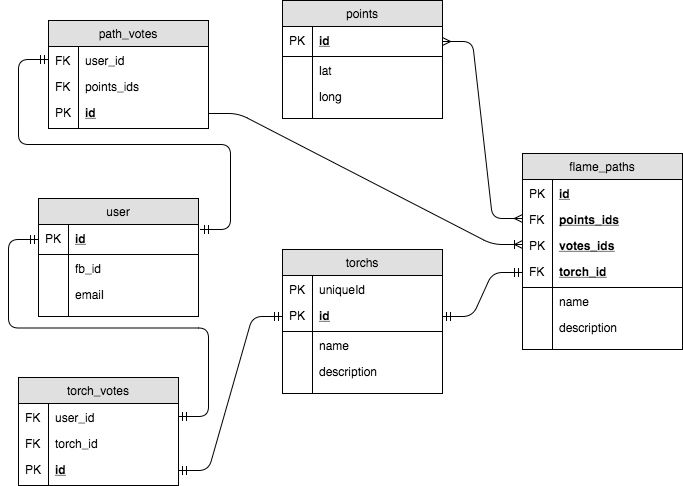 path_votes
FK user_id
FK points_ids
PK id
points
PK id
lat
long
flame_paths
PK id
FK points_ids
PK votes_ids
FK torch_id
name
description
user
PK id
fb_id
email
torchs
PK uniqueId
PK id
name
description
torch_votes
FK user_id
FK torch_id
PK id